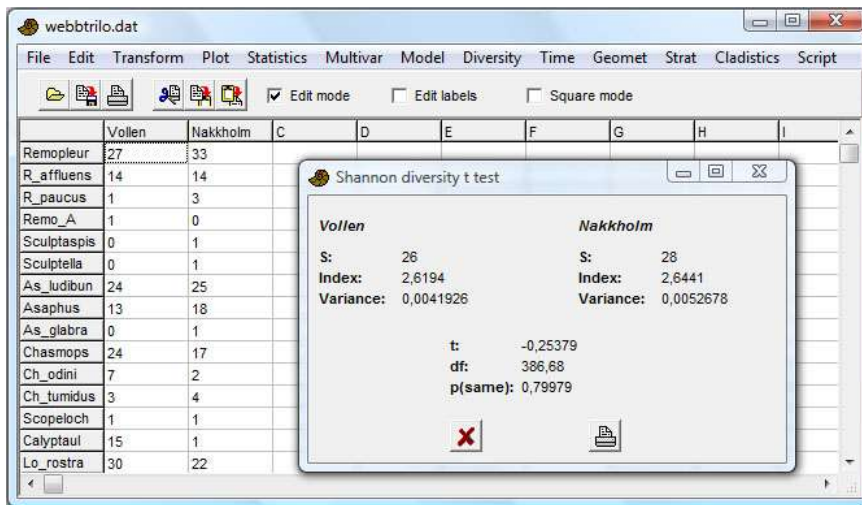 webbtrilo.dat
File Edit Transform Plot Statistics Multivar Model Diversity Time Geomet Strat Cladistics Script
Edit mode Edit labels Square mode
Vollen Nakkholm C D E F G H I
Remopleur 27 33
R_affluens 14 14
R_paucus 1 3
Remo_A 1 0
Sculptaspis 0 1
Sculptella 0 1
As_ludibun 24 25
Asaphus 13 18
As_glabra 0 1
Chasmops 24 17
Ch_odini 7 2
Ch_tumidus 3 4
Scopeloch 1 1
Calyptaul 15 1
Lo_rostra 30 22
Shannon diversity t test
Vollen Nakkholm
S: 26 S: 28
Index: 2,6194 Index: 2,6441
Variance: 0,0041926 Variance: 0,0052678
t: -0,25379
df: 386,68
p(same): 0,79979